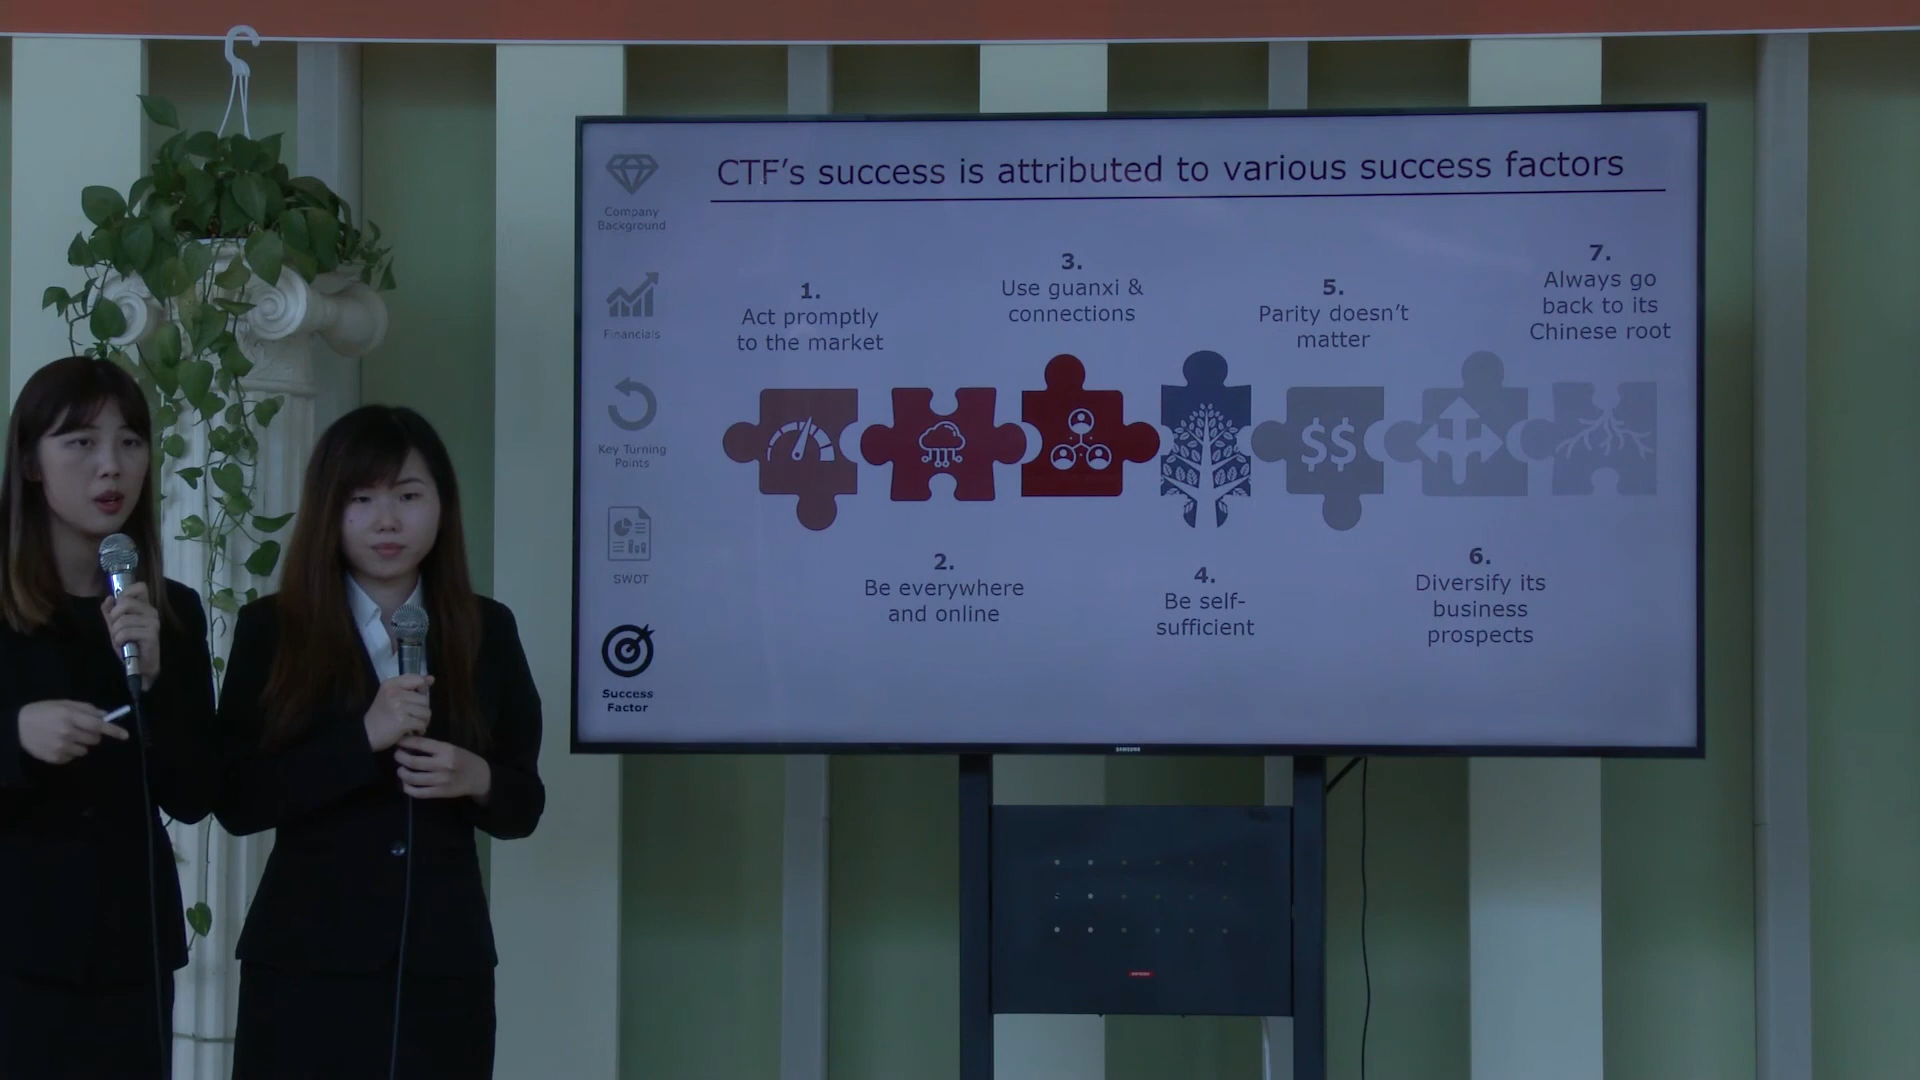 CTF's success is attributed to various success factors
Company
Background
Financials
Key Turning
Points
SWOT
Success
Factor
1.
Act promptly
to the market
2.
Be everywhere
and online
3.
Use guanxi &
connections
4.
Be self-
sufficient
5.
Parity doesn't
matter
6.
Diversify its
business
prospects
7.
Always go
back to its
Chinese root
$$
SAMSUNG